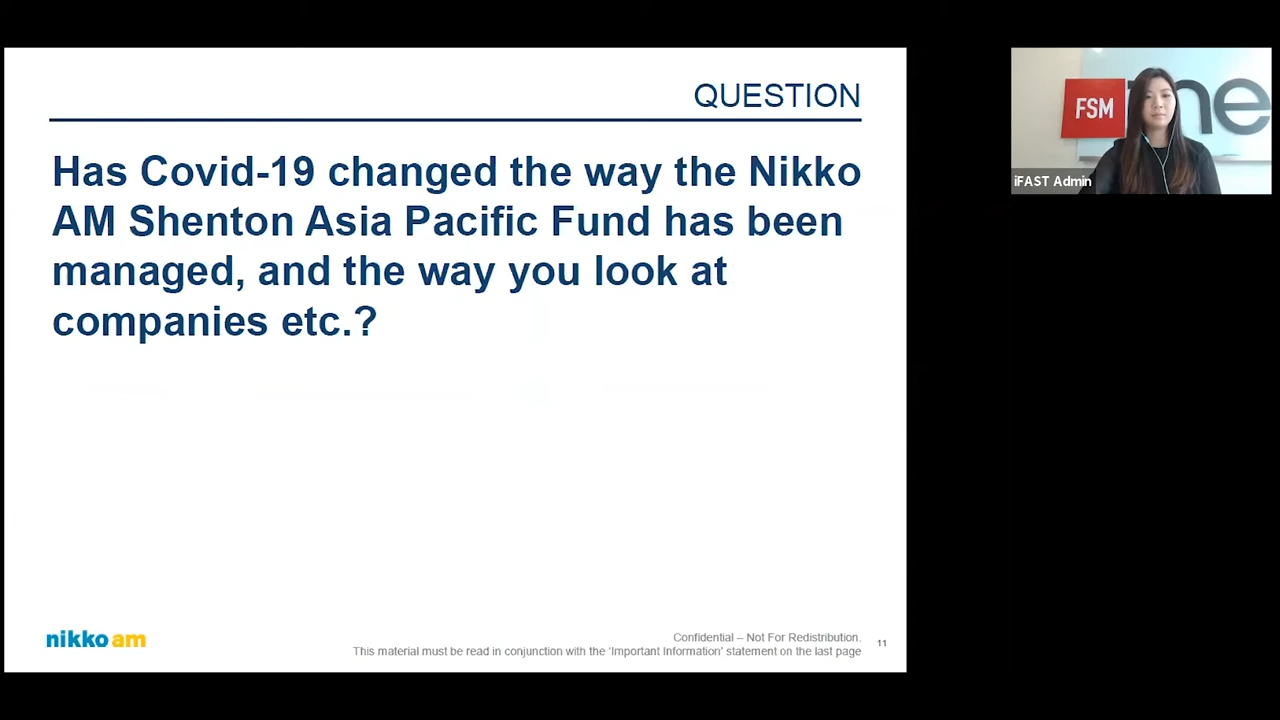 QUESTION
Has Covid-19 changed the way the Nikko
AM Shenton Asia Pacific Fund has been
managed, and the way you look at
companies etc.?
nikko am
Confidential – Not For Redistribution.
This material must be read in conjunction with the 'Important Information' statement on the last page
11
FSM
ne
iFAST Admin